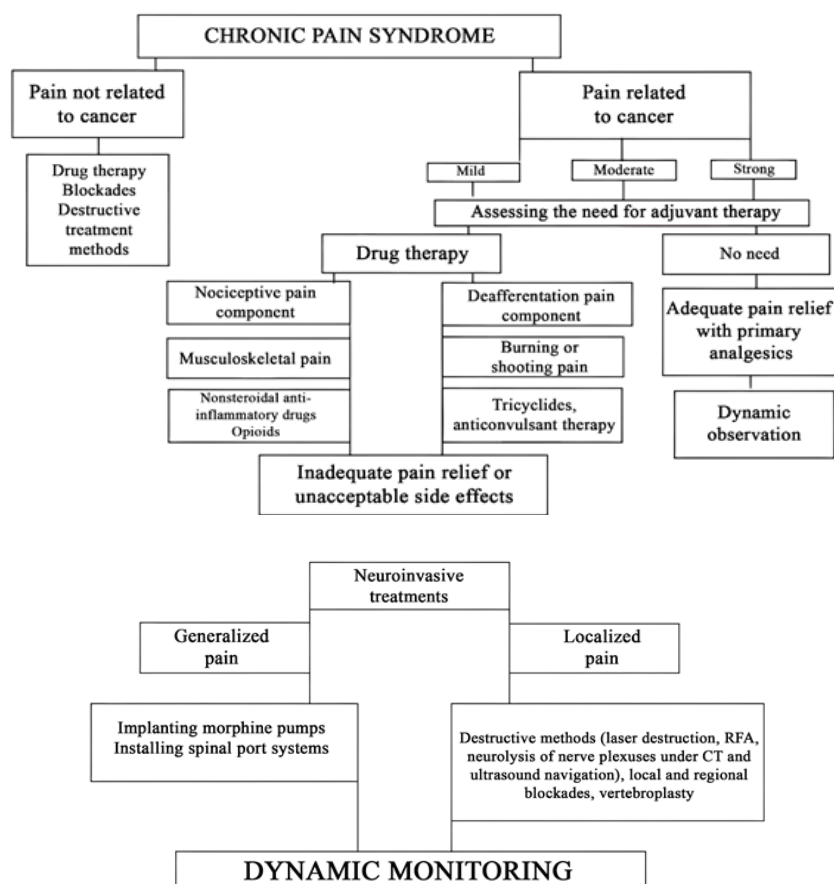 CHRONIC PAIN SYNDROME
Pain not related
to cancer
Pain related
to cancer
Drug therapy
Blockades
Destructive
treatment
methods
Mild
Moderate
Strong
Assessing the need for adjuvant therapy
Drug therapy
No need
Nociceptive pain
component
Deafferentation pain
component
Adequate pain relief
with primary
analgesics
Musculoskeletal pain
Burning or
shooting pain
Nonsteroidal anti-
inflammatory drugs
Opioids
Tricyclides,
anticonvulsant therapy
Dynamic
observation
Inadequate pain relief or
unacceptable side effects
Neuroinvasive
treatments
Generalized
pain
Localized
pain
Implanting morphine pumps
Installing spinal port systems
Destructive methods (laser destruction, RFA,
neurolysis of nerve plexuses under CT and
ultrasound navigation), local and regional
blockades, vertebroplasty
DYNAMIC MONITORING